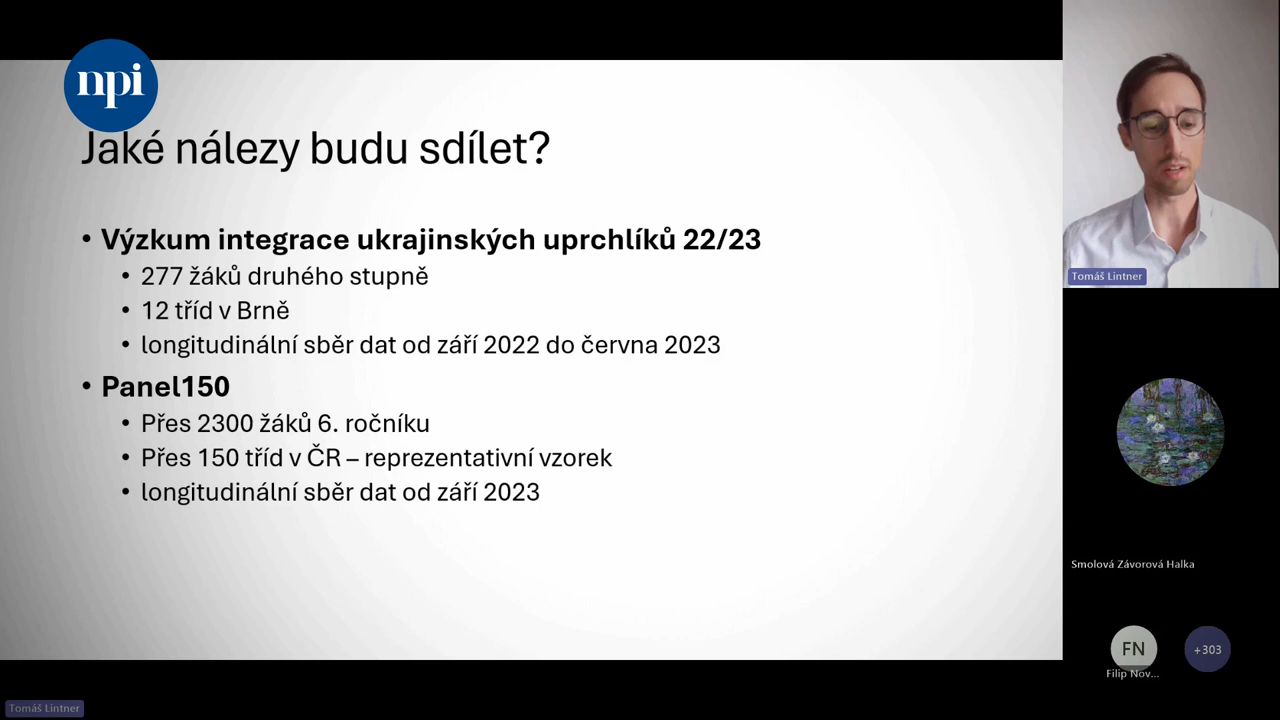 npi
Jaké nálezy budu sdílet?
• Výzkum integrace ukrajinských uprchlíků 22/23
• 277 žáků druhého stupně
• 12 tříd v Brně
• longitudinální sběr dat od září 2022 do června 2023
• Panel150
• Přes 2300 žáků 6. ročníku
• Přes 150 tříd v ČR – reprezentativní vzorek
• longitudinální sběr dat od září 2023
Tomáš Lintner
Smolová Závorová Halka
FN
+303
Filip Nov...
Tomáš Lintner